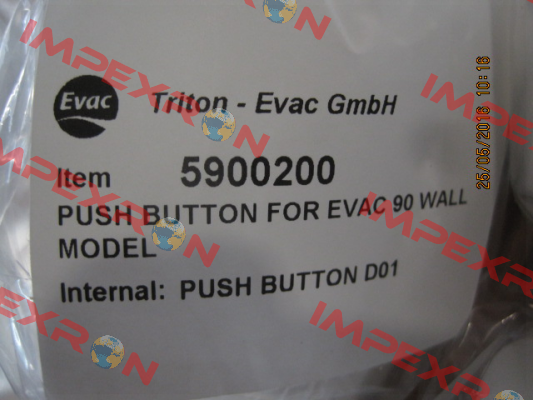 Evac
Triton - Evac GmbH
Item 5900200
PUSH BUTTON FOR EVAC 90 WALL
MODEL
Internal: PUSH BUTTON D01
25/05/2016 10:16
IMPEXRON
IMPEXRON
IMPEXRON
IMPEXRON
IMPEXRON